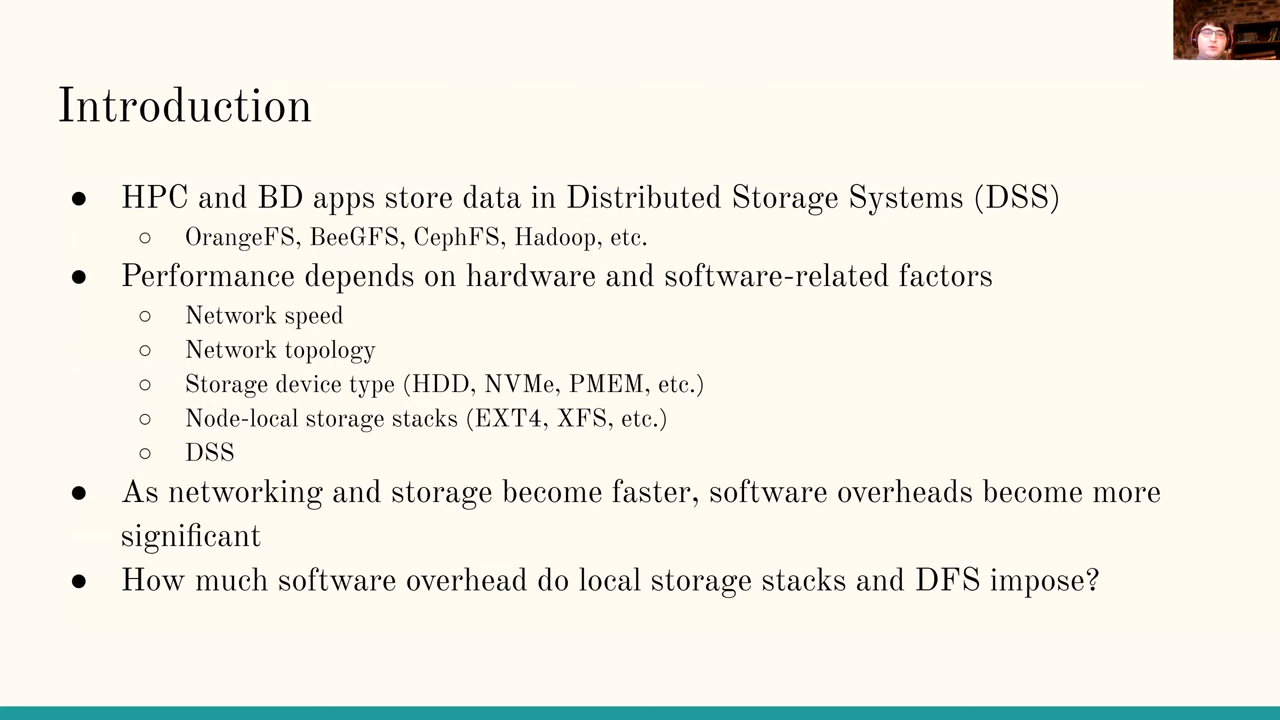 Introduction
● HPC and BD apps store data in Distributed Storage Systems (DSS)
○ OrangeFS, BeeGFS, CephFS, Hadoop, etc.
● Performance depends on hardware and software-related factors
○ Network speed
○ Network topology
○ Storage device type (HDD, NVMe, PMEM, etc.)
○ Node-local storage stacks (EXT4, XFS, etc.)
○ DSS
● As networking and storage become faster, software overheads become more
significant
● How much software overhead do local storage stacks and DFS impose?